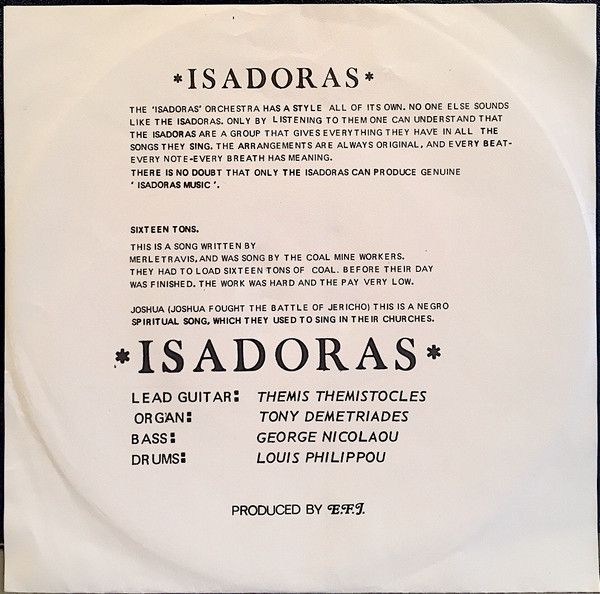 *ISADORAS*
THE 'ISADORAS' ORCHESTRA HAS A STYLE ALL OF ITS OWN. NO ONE ELSE SOUNDS
LIKE THE ISADORAS. ONLY BY LISTENING TO THEM ONE CAN UNDERSTAND THAT
THE ISADORAS ARE A GROUP THAT GIVES EVERYTHING THEY HAVE IN ALL THE
SONGS THEY SING. THE ARRANGEMENTS ARE ALWAYS ORIGINAL, AND EVERY BEAT-
EVERY NOTE-EVERY BREATH HAS MEANING.
THERE IS NO DOUBT THAT ONLY THE ISADORAS CAN PRODUCE GENUINE
' ISADORAS MUSIC '.
SIXTEEN TONS.
THIS IS A SONG WRITTEN BY
MERLETRAVIS, AND WAS SONG BY THE COAL MINE WORKERS.
THEY HAD TO LOAD SIXTEEN TONS OF COAL. BEFORE THEIR DAY
WAS FINISHED. THE WORK WAS HARD AND THE PAY VERY LOW.
JOSHUA (JOSHUA FOUGHT THE BATTLE OF JERICHO) THIS IS A NEGRO
SPIRITUAL SONG, WHICH THEY USED TO SING IN THEIR CHURCHES.
*ISADORAS*
LEAD GUITAR: THEMIS THEMISTOCLES
ORGAN: TONY DEMETRIADES
BASS: GEORGE NICOLAOU
DRUMS: LOUIS PHILIPPOU
PRODUCED BY E.F.J.